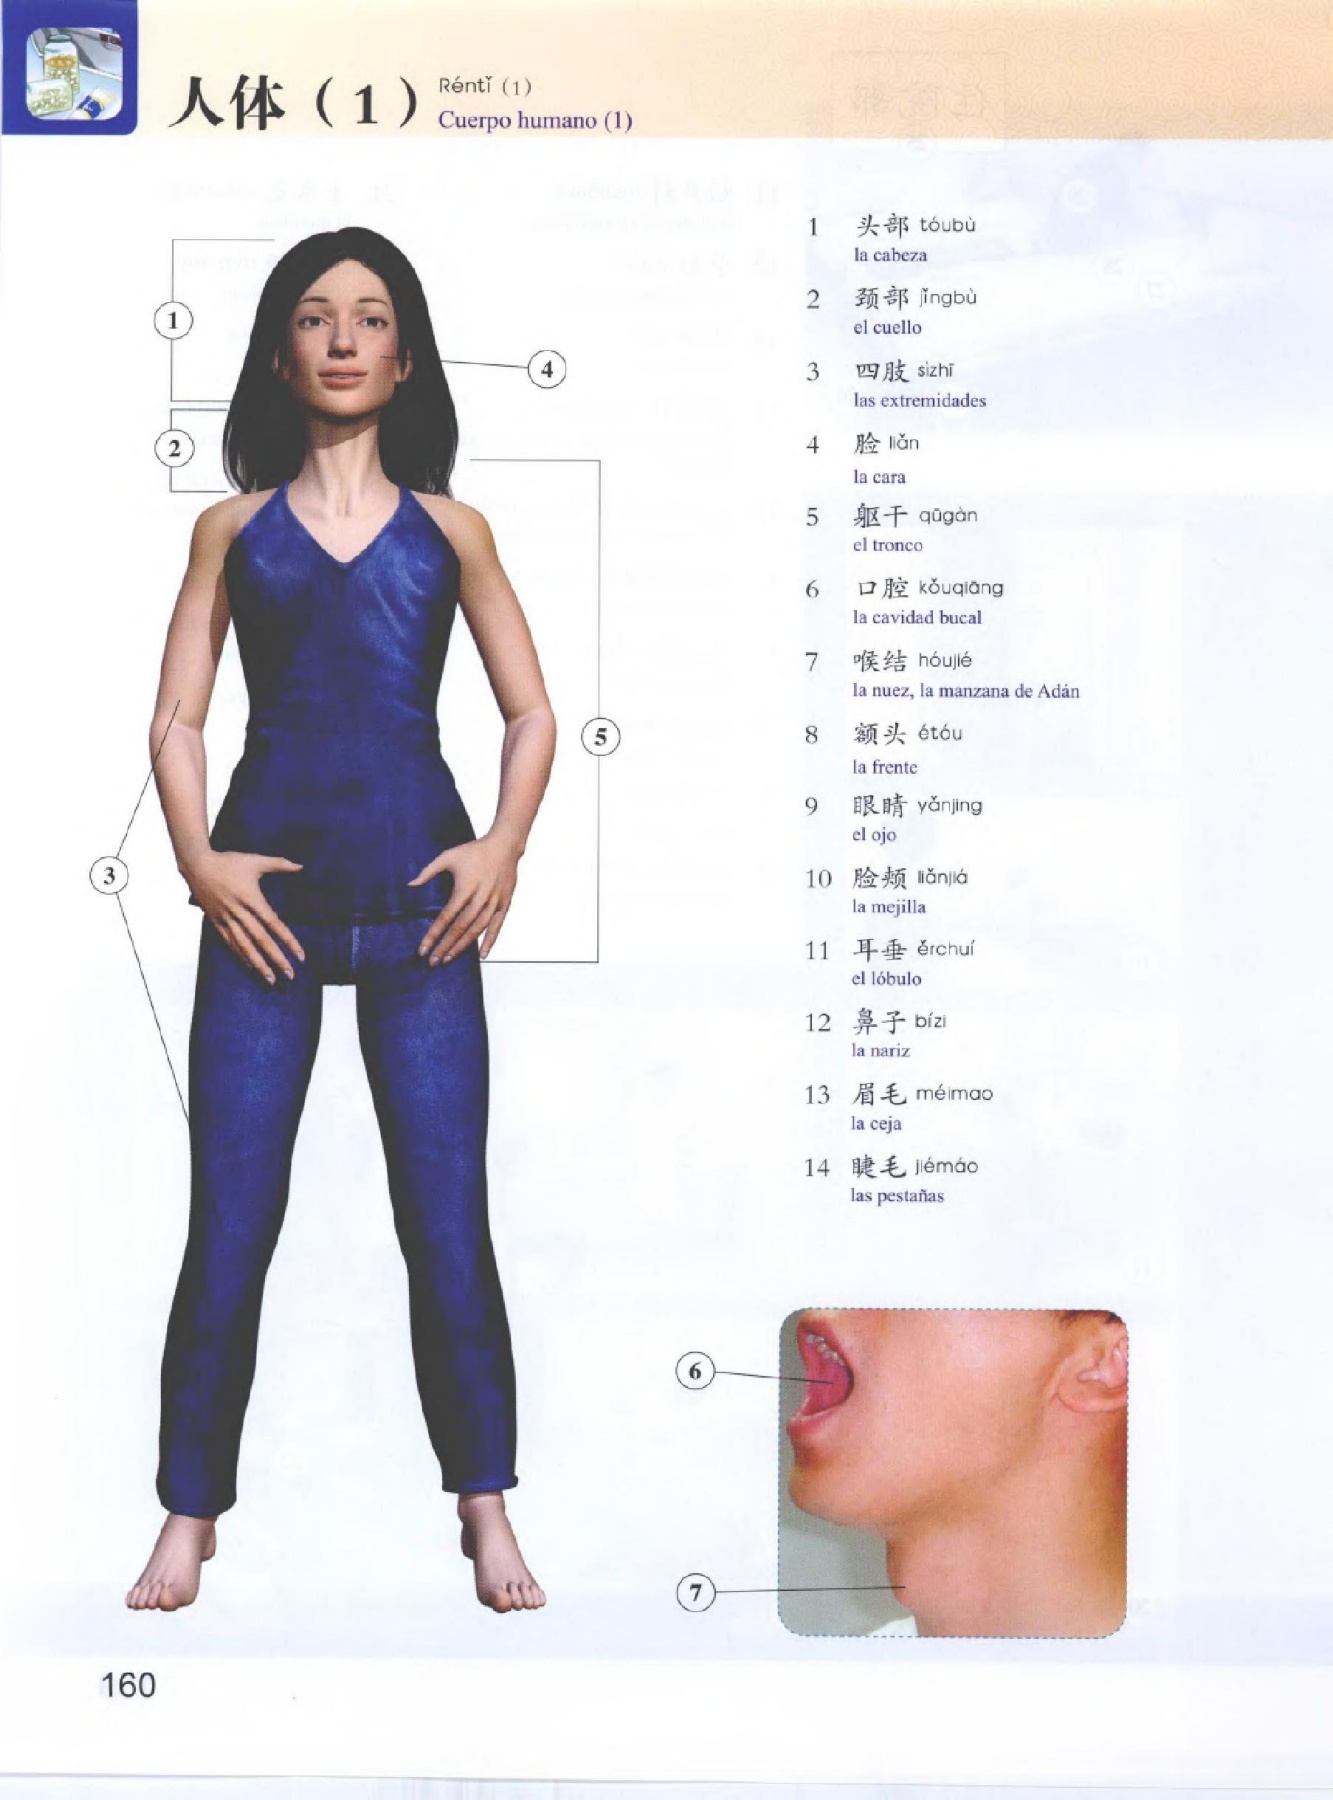 人体（1） Réntǐ (1)
Cuerpo humano (1)
1 头部 tóubù
la cabeza
2 颈部 jǐngbù
el cuello
3 四肢 sìzhī
las extremidades
4 脸 liǎn
la cara
5 躯干 qūgàn
el tronco
6 口腔 kǒuqiāng
la cavidad bucal
7 喉结 hóujié
la nuez, la manzana de Adán
8 额头 étóu
la frente
9 眼睛 yǎnjing
el ojo
10 脸颊 liǎnjiá
la mejilla
11 耳垂 ěrchuí
el lóbulo
12 鼻子 bízi
la nariz
13 眉毛 méimao
la ceja
14 睫毛 jiémáo
las pestañas
1
4
2
5
3
6
7
160